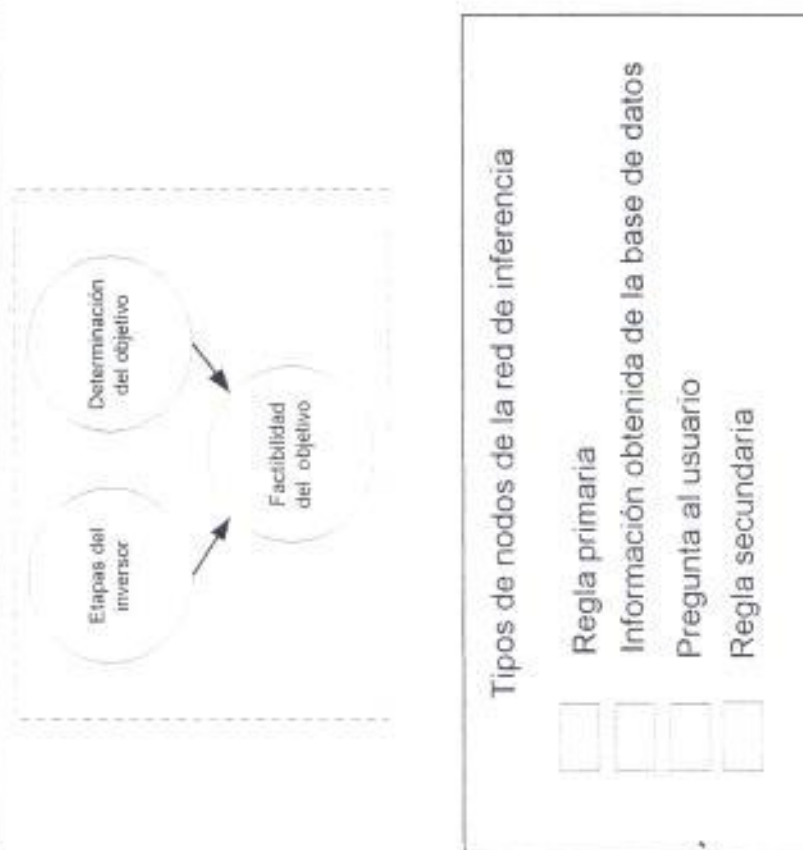 Etapas del
inversor
Determinación
del objetivo
Factibilidad
del objetivo
Tipos de nodos de la red de inferencia
Regla primaria
Información obtenida de la base de datos
Pregunta al usuario
Regla secundaria